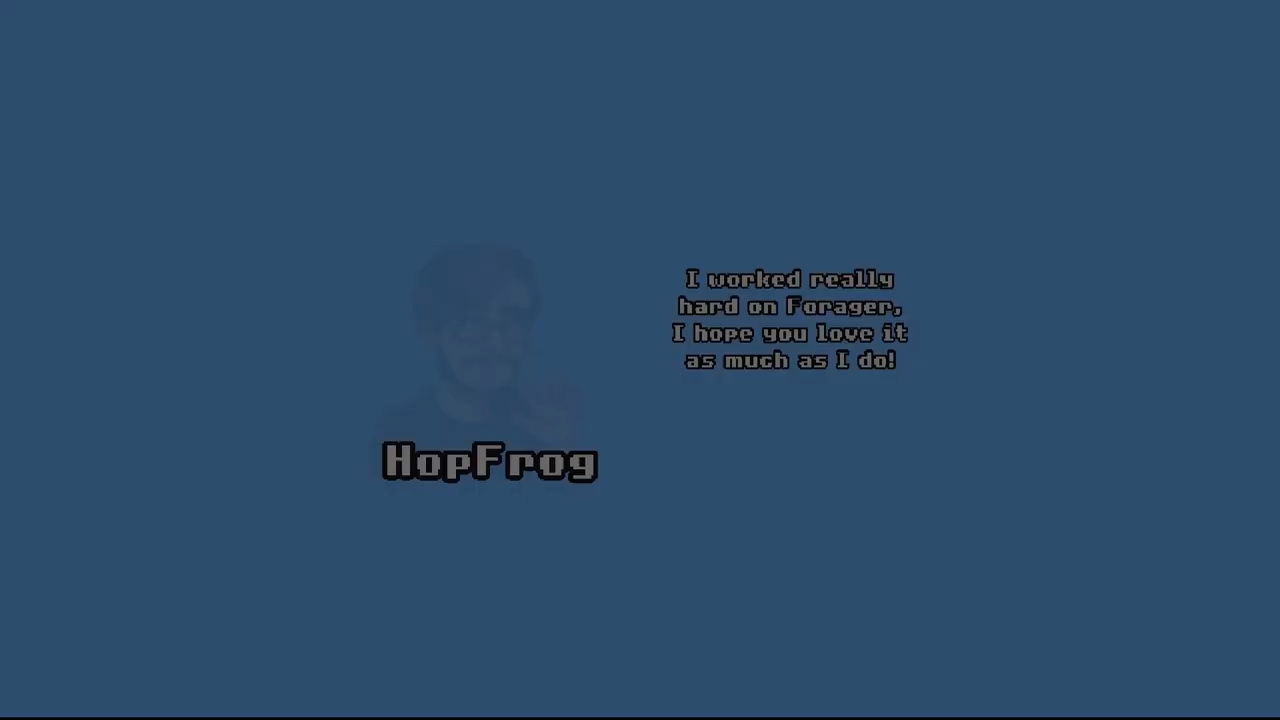 I worked really
hard on Forager,
I hope you love it
as much as I do!
HopFrog